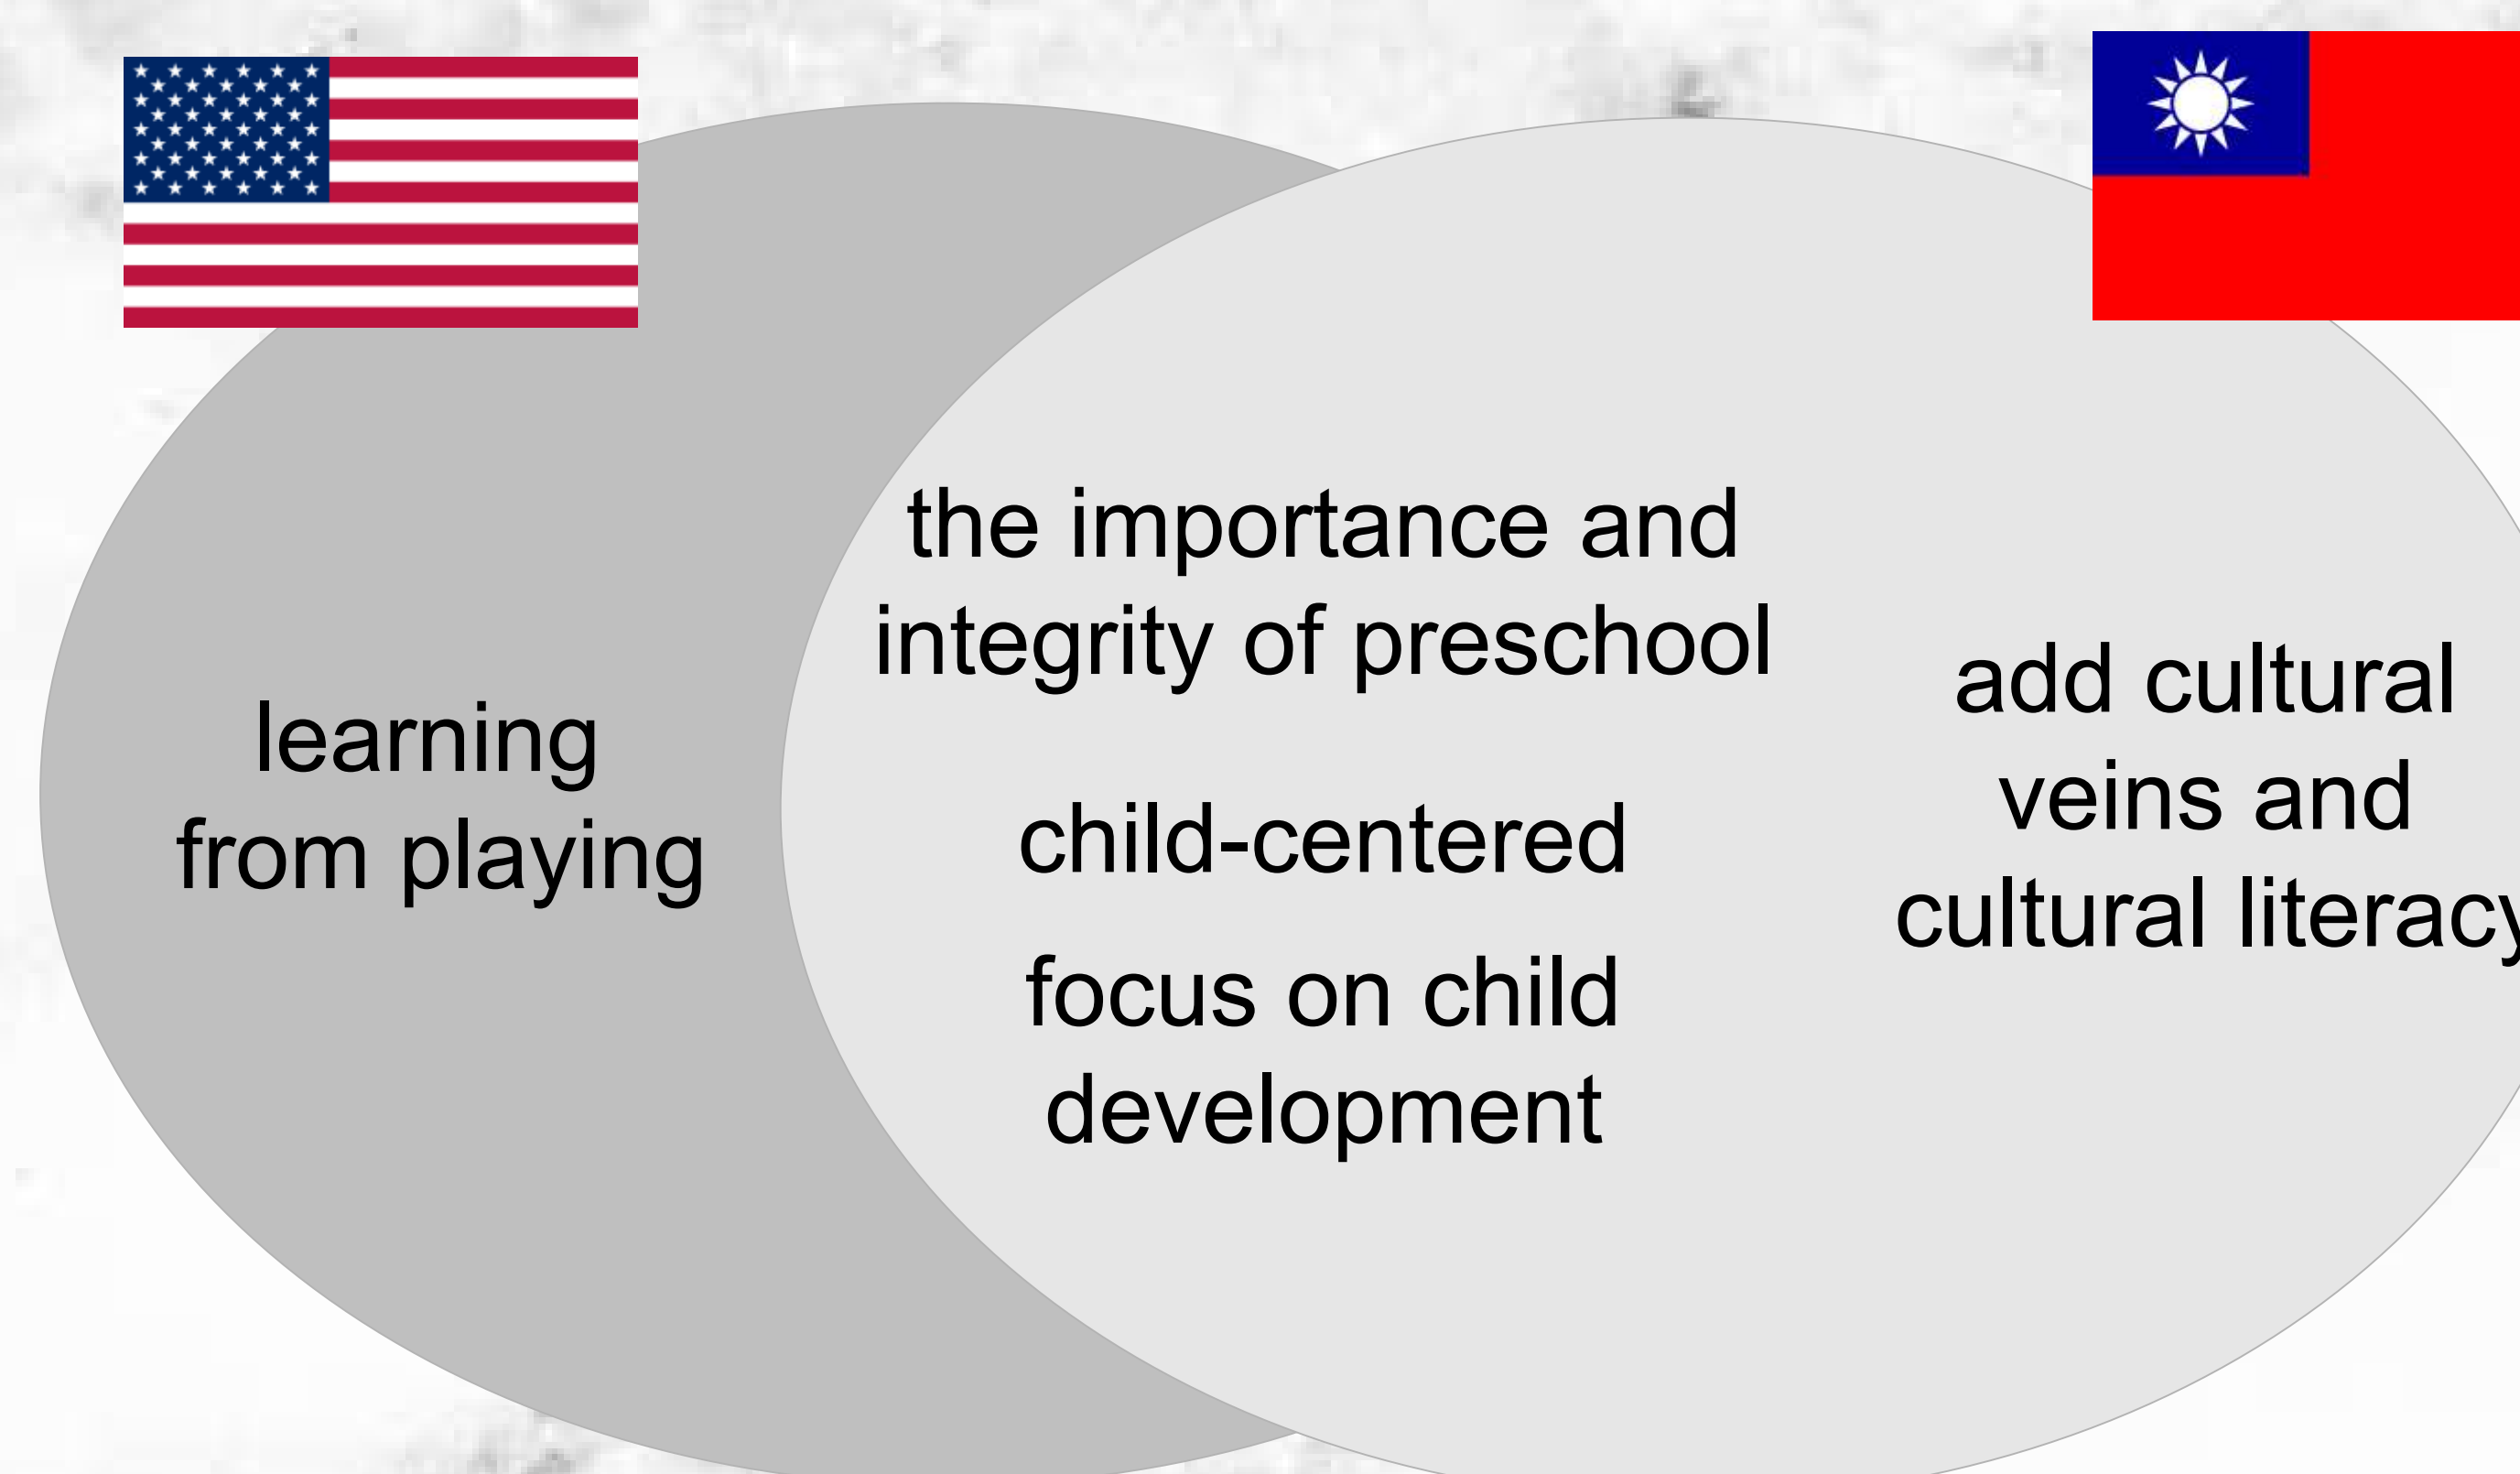 learning
from playing
the importance and
integrity of preschool
child-centered
focus on child
development
add cultural
veins and
cultural literacy